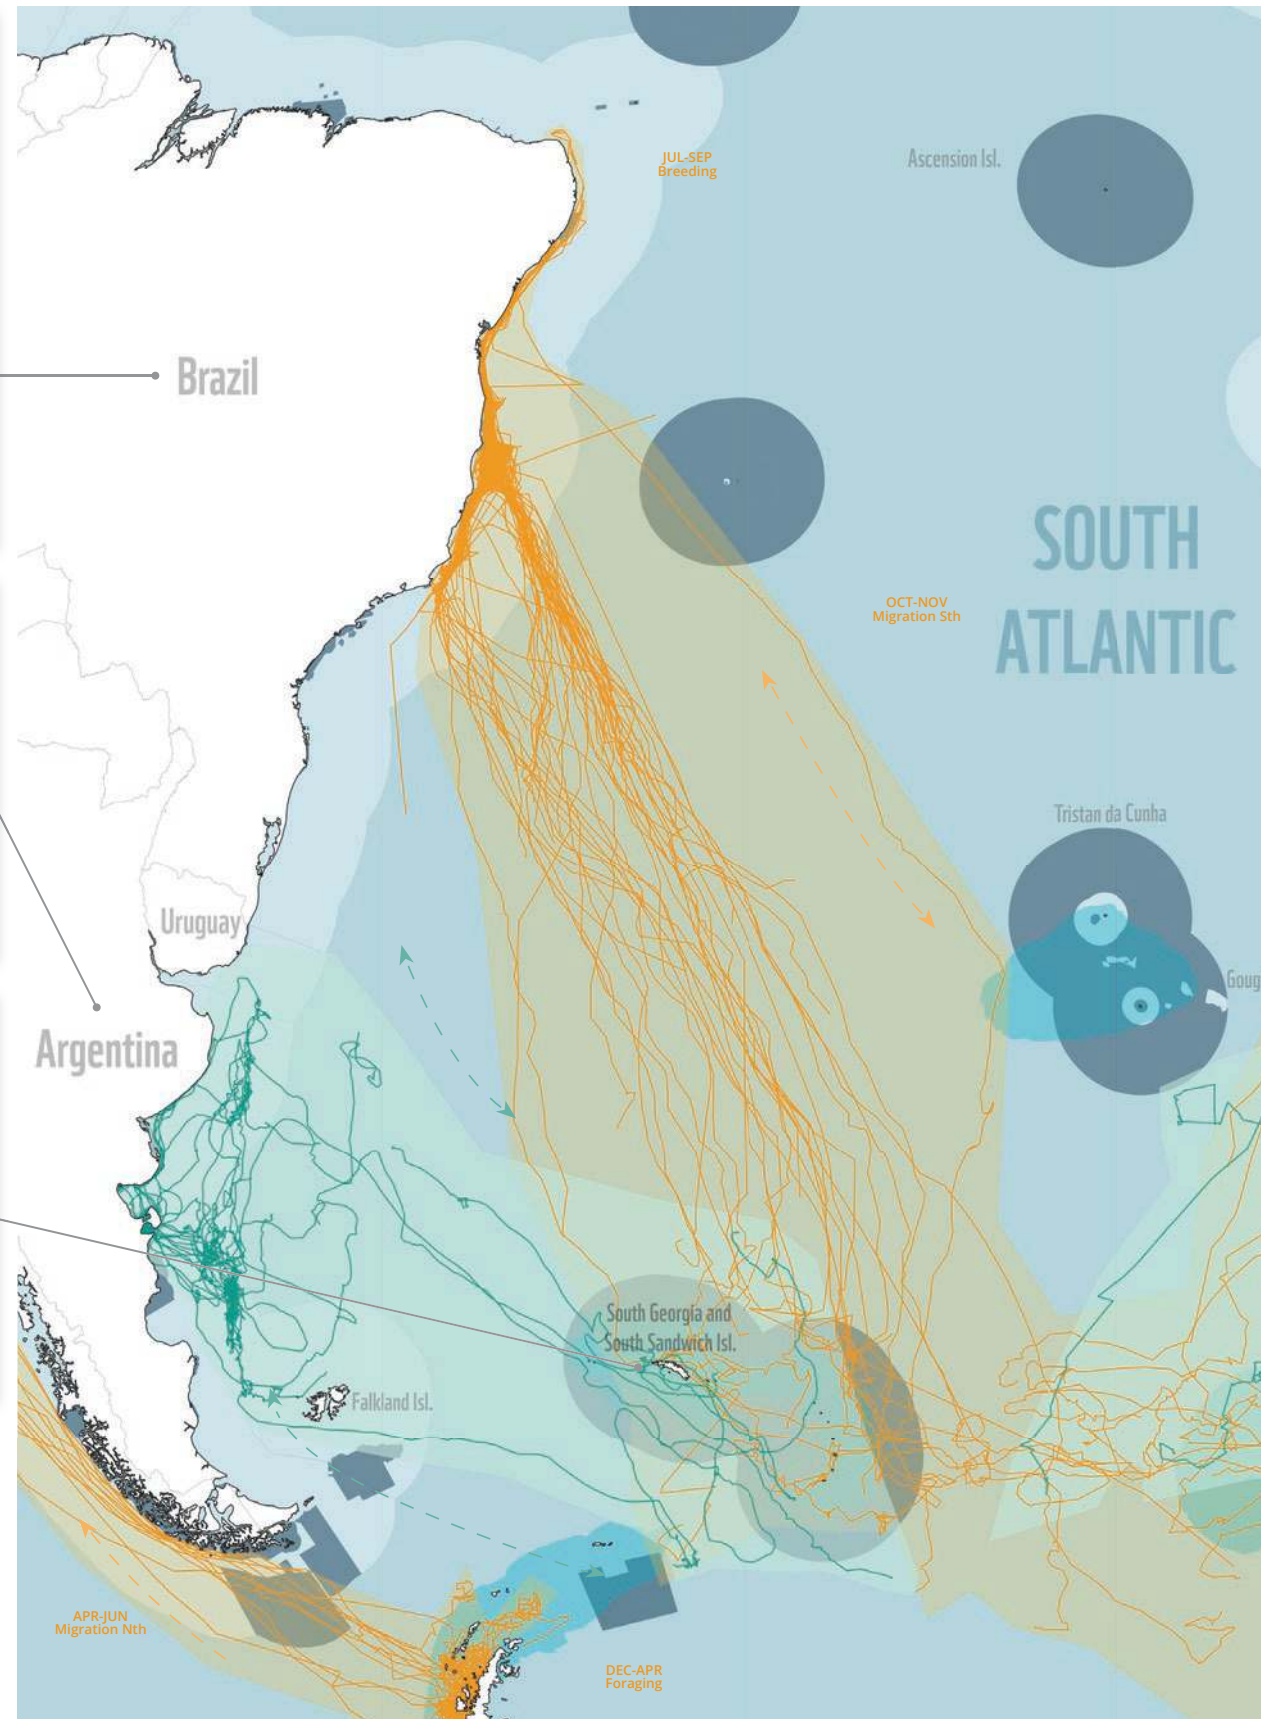 JUL-SEP
Breeding
Ascension Isl.
Brazil
SOUTH
ATLANTIC
OCT-NOV
Migration Sth
Tristan da Cunha
Uruguay
Goug
Argentina
South Georgia and
South Sandwich Isl.
Falkland Isl.
APR-JUN
Migration Nth
DEC-APR
Foraging